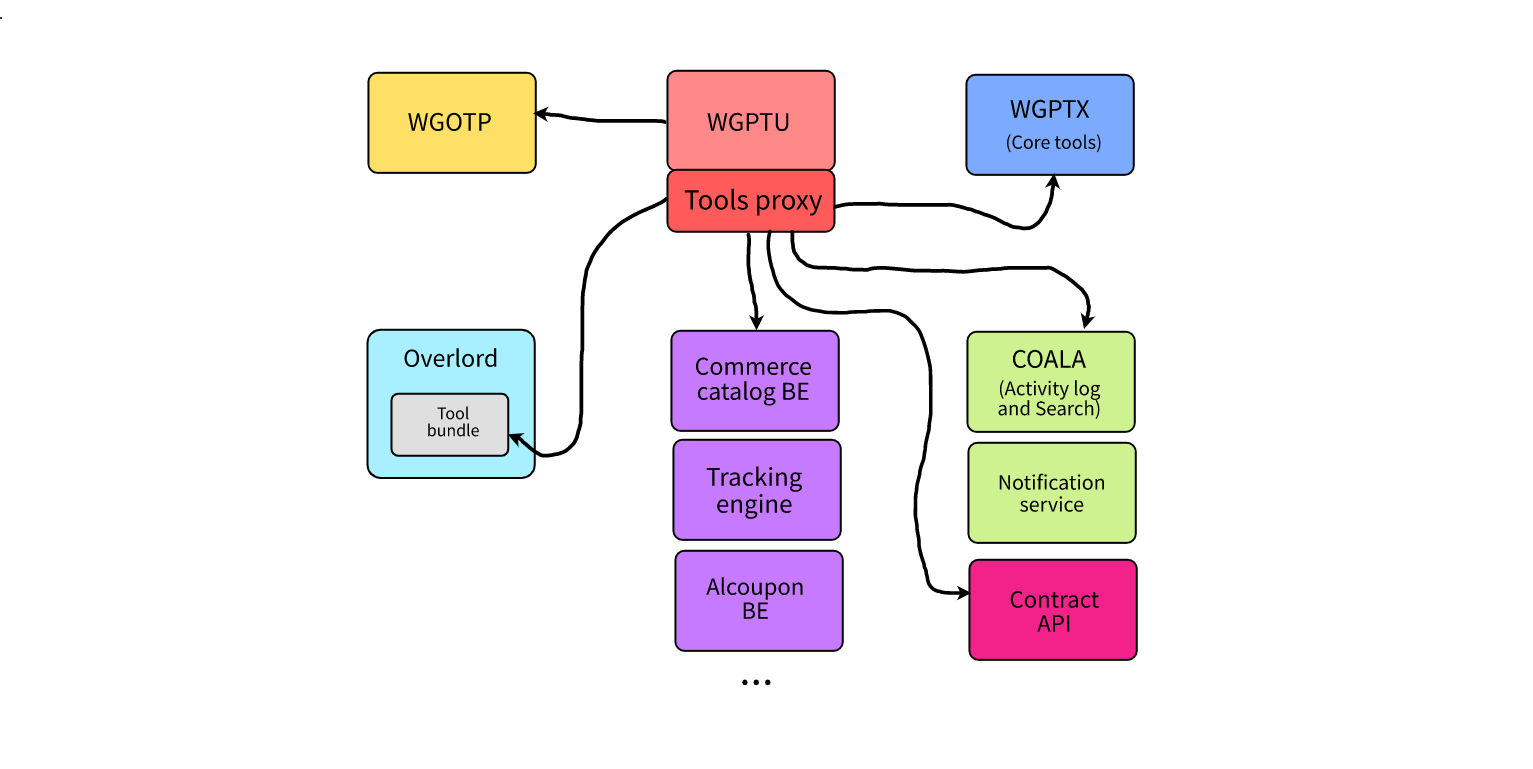 WGOTP
WGPTU
WGPTX
(Core tools)
Tools proxy
Overlord
Tool
bundle
Commerce
catalog BE
COALA
(Activity log
and Search)
Tracking
engine
Notification
service
Alcoupon
BE
Contract
API
...